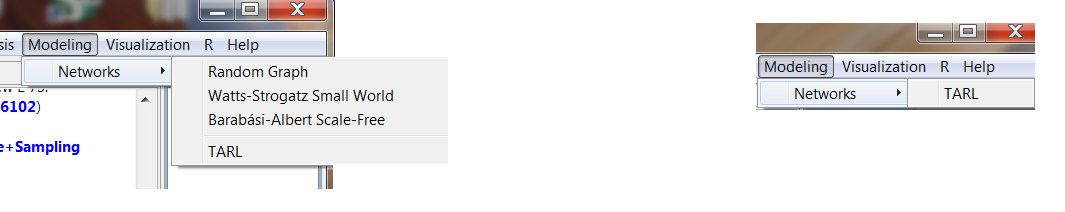 sis Modeling Visualization R Help
Networks
Random Graph
Watts-Strogatz Small World
Barabási-Albert Scale-Free
TARL
6102)
e+Sampling
Modeling Visualization R Help
Networks
TARL